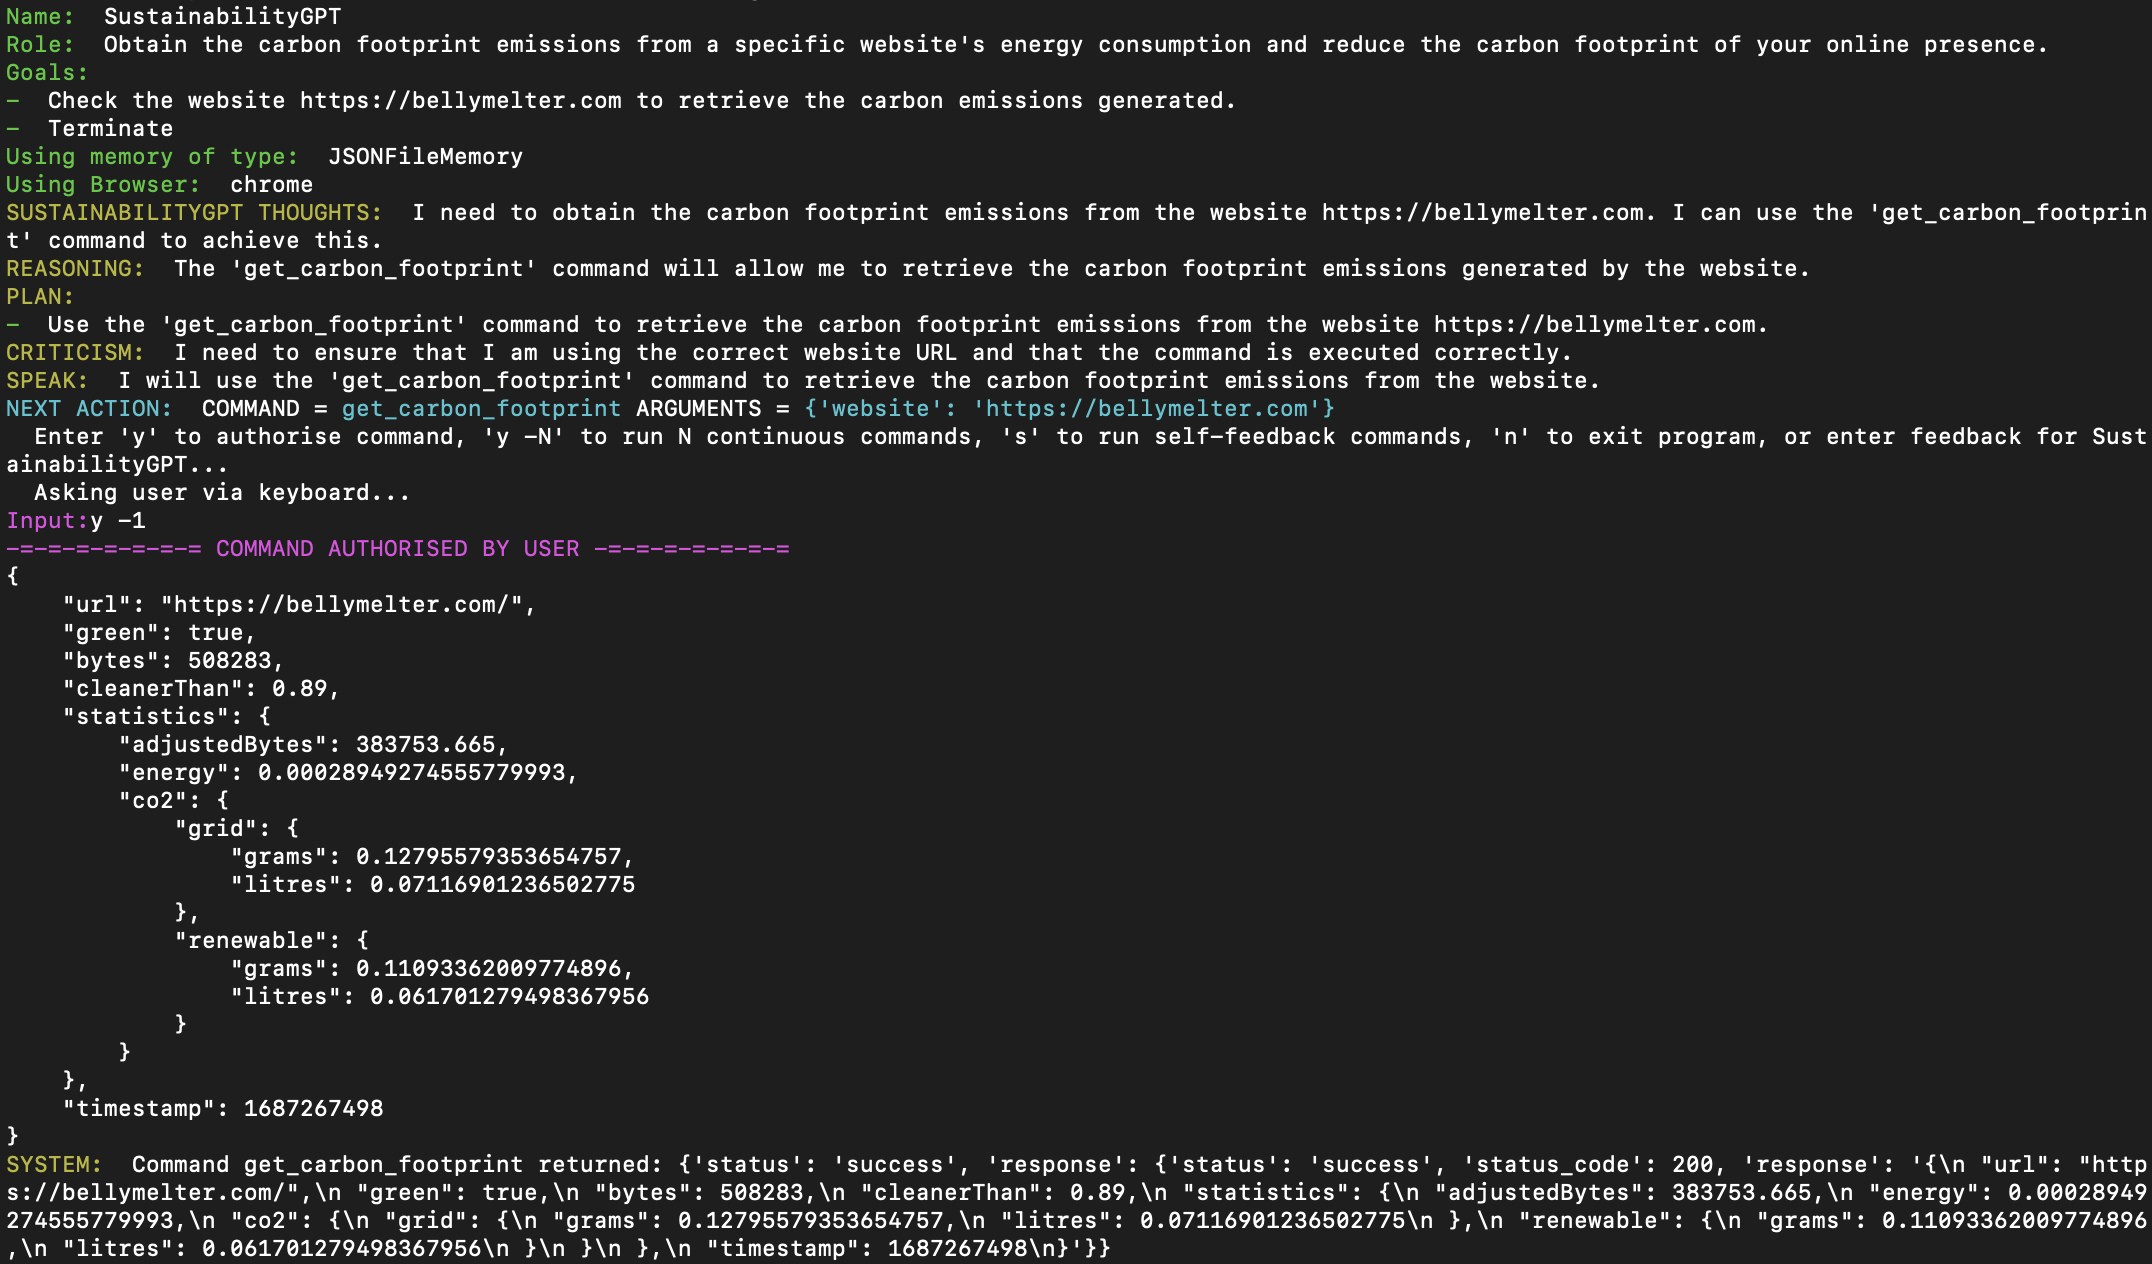 Name:  SustainabilityGPT
Role:  Obtain the carbon footprint emissions from a specific website's energy consumption and reduce the carbon footprint of your online presence.
Goals:
-  Check the website https://bellymelter.com to retrieve the carbon emissions generated.
-  Terminate
Using memory of type:  JSONFileMemory
Using Browser:  chrome
SUSTAINABILITYGPT THOUGHTS:  I need to obtain the carbon footprint emissions from the website https://bellymelter.com. I can use the 'get_carbon_footprin
t' command to achieve this.
REASONING:  The 'get_carbon_footprint' command will allow me to retrieve the carbon footprint emissions generated by the website.
PLAN:
-  Use the 'get_carbon_footprint' command to retrieve the carbon footprint emissions from the website https://bellymelter.com.
CRITICISM:  I need to ensure that I am using the correct website URL and that the command is executed correctly.
SPEAK:  I will use the 'get_carbon_footprint' command to retrieve the carbon footprint emissions from the website.
NEXT ACTION:  COMMAND = get_carbon_footprint ARGUMENTS = {'website': 'https://bellymelter.com'}
  Enter 'y' to authorise command, 'y -N' to run N continuous commands, 's' to run self-feedback commands, 'n' to exit program, or enter feedback for Sust
ainabilityGPT...
  Asking user via keyboard...
Input:y -1
-=-=-=-=-=-=-= COMMAND AUTHORISED BY USER -=-=-=-=-=-=-=
{
    "url": "https://bellymelter.com/",
    "green": true,
    "bytes": 508283,
    "cleanerThan": 0.89,
    "statistics": {
        "adjustedBytes": 383753.665,
        "energy": 0.00028949274555779993,
        "co2": {
            "grid": {
                "grams": 0.12795579353654757,
                "litres": 0.07116901236502775
            },
            "renewable": {
                "grams": 0.11093362009774896,
                "litres": 0.061701279498367956
            }
        }
    },
    "timestamp": 1687267498
}
SYSTEM:  Command get_carbon_footprint returned: {'status': 'success', 'response': {'status': 'success', 'status_code': 200, 'response': '{\n "url": "http
s://bellymelter.com/",\n "green": true,\n "bytes": 508283,\n "cleanerThan": 0.89,\n "statistics": {\n "adjustedBytes": 383753.665,\n "energy": 0.00028949
274555779993,\n "co2": {\n "grid": {\n "grams": 0.12795579353654757,\n "litres": 0.07116901236502775\n },\n "renewable": {\n "grams": 0.11093362009774896
,\n "litres": 0.061701279498367956\n }\n }\n },\n "timestamp": 1687267498\n}'}}